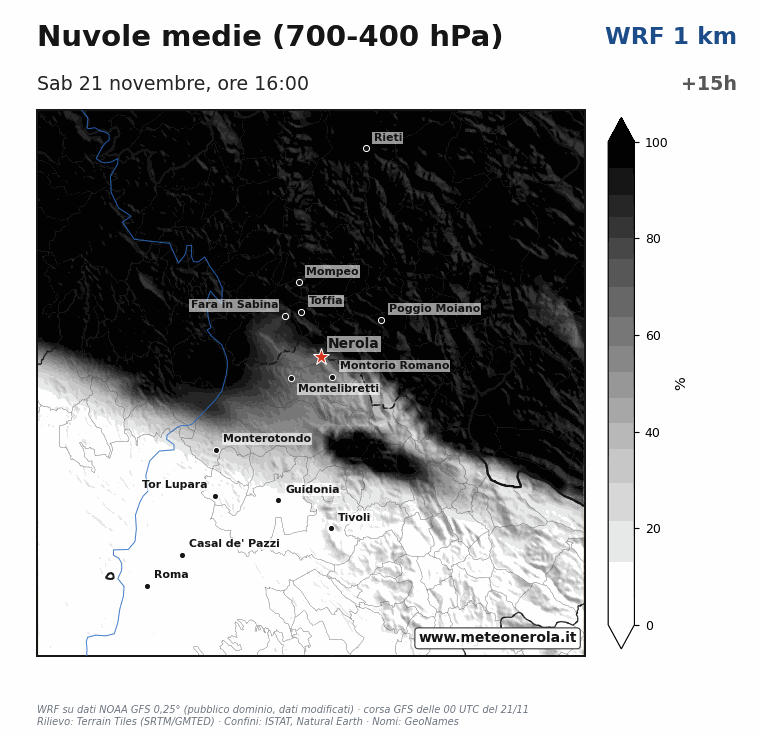 Nuvole medie (700-400 hPa)
WRF 1 km
Sab 21 novembre, ore 16:00
+15h
Rieti
Mompeo
Toffia
Fara in Sabina
Poggio Moiano
Nerola
Montorio Romano
Montelibretti
Monterotondo
Tor Lupara
Guidonia
Tivoli
Casal de' Pazzi
Roma
www.meteonerola.it
100
80
60
40
20
0
%
WRF su dati NOAA GFS 0,25° (pubblico dominio, dati modificati) · corsa GFS delle 00 UTC del 21/11
Rilievo: Terrain Tiles (SRTM/GMTED) · Confini: ISTAT, Natural Earth · Nomi: GeoNames